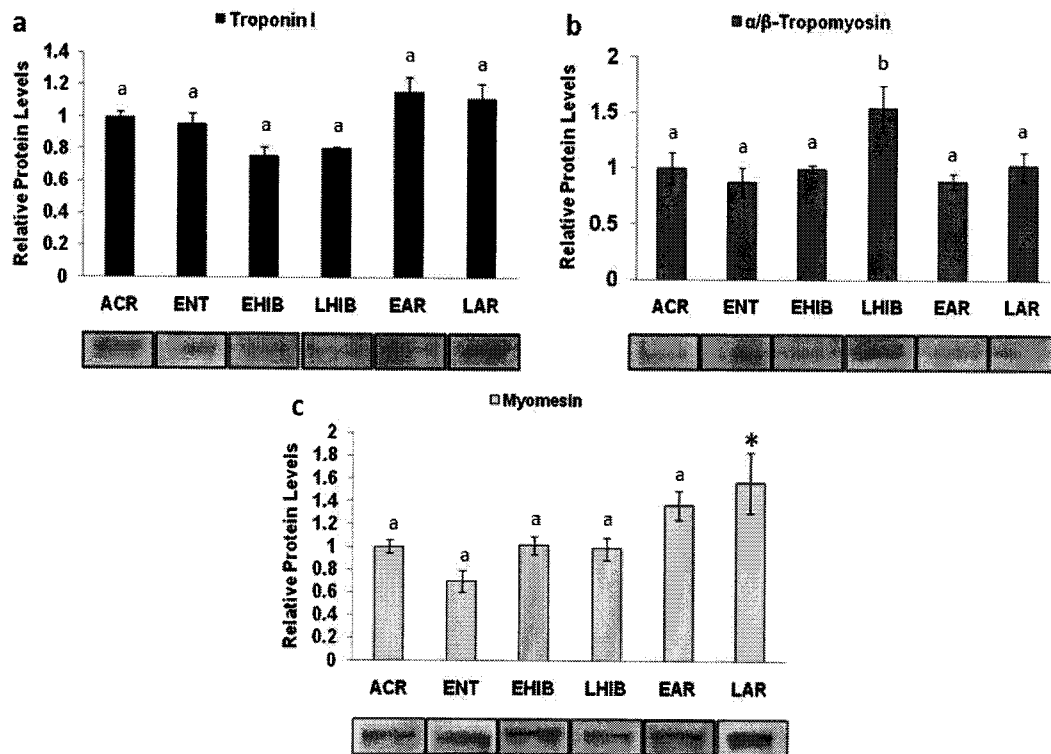 a
■ Troponin I
Relative Protein Levels
1.4
1.2
1
0.8
0.6
0.4
0.2
0
a a a a a a
ACR ENT EHIB LHIB EAR LAR
b
■ α/β-Tropomyosin
Relative Protein Levels
2
1.5
1
0.5
0
a a a b a a
ACR ENT EHIB LHIB EAR LAR
c
□ Myomesin
Relative Protein Levels
2
1.8
1.6
1.4
1.2
1
0.8
0.6
0.4
0.2
0
a a a a a *
ACR ENT EHIB LHIB EAR LAR